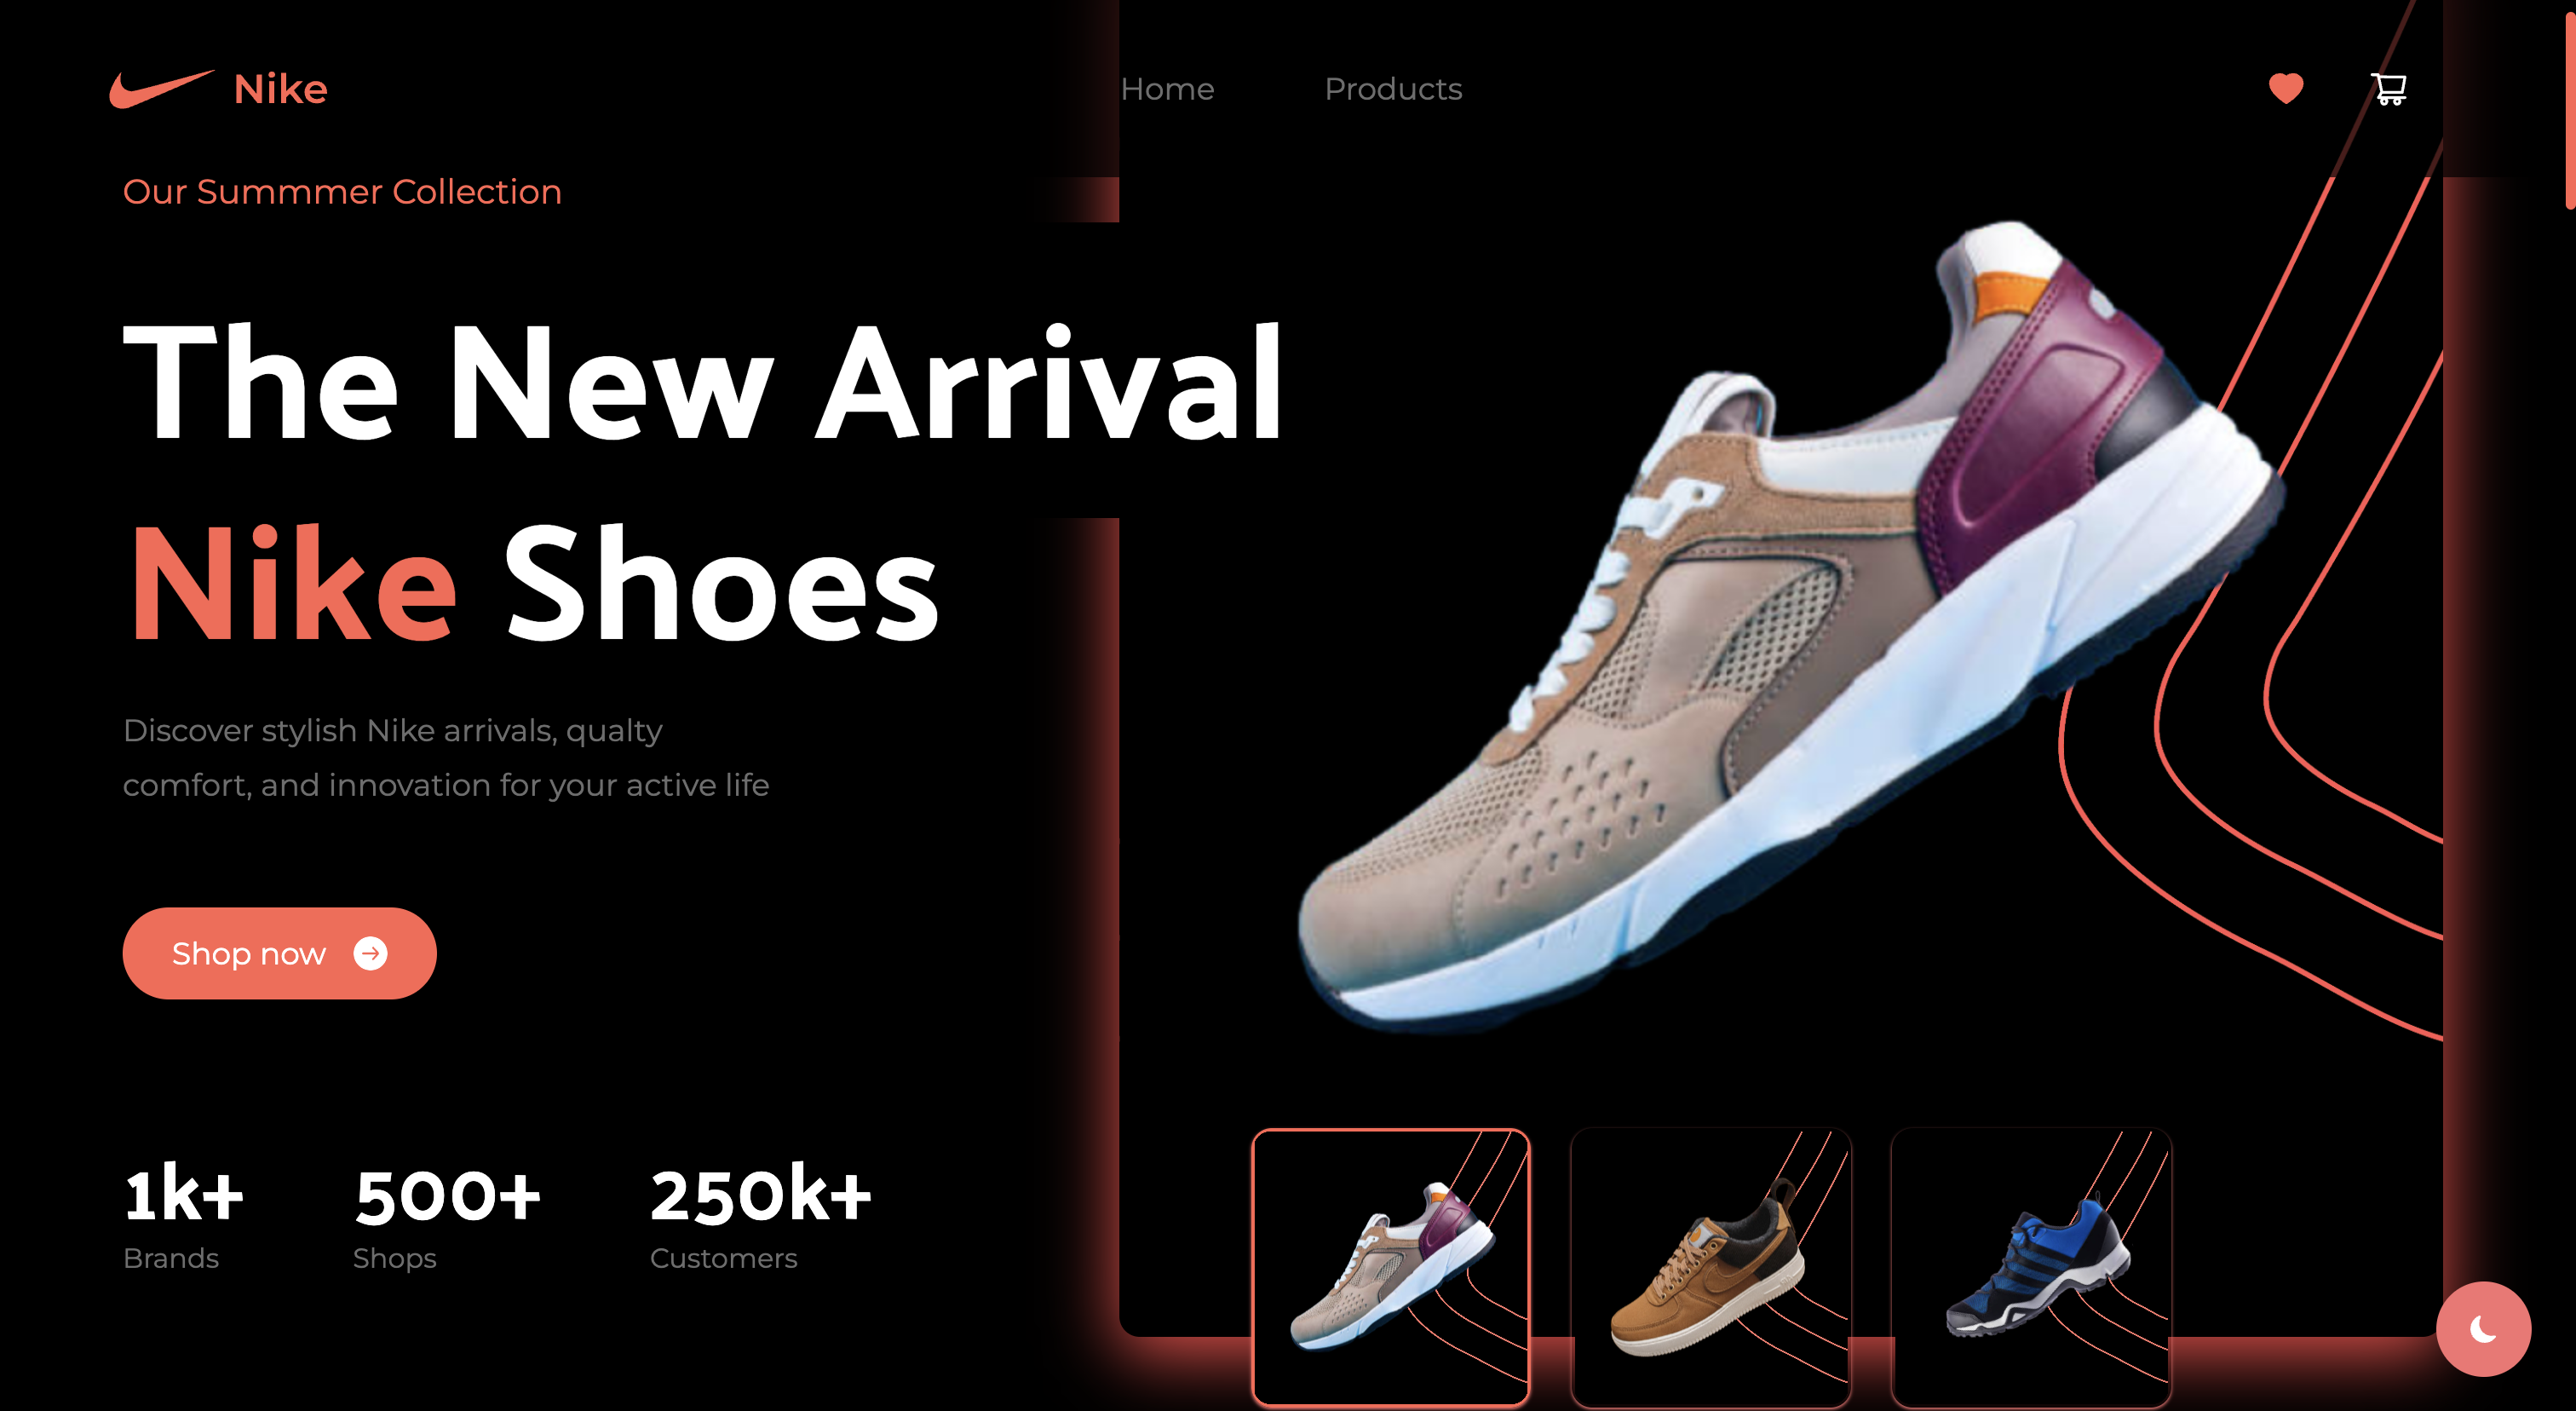 Nike
Home
Products
Our Summmer Collection
The New Arrival
Nike Shoes
Discover stylish Nike arrivals, qualty
comfort, and innovation for your active life
Shop now
1k+
Brands
500+
Shops
250k+
Customers